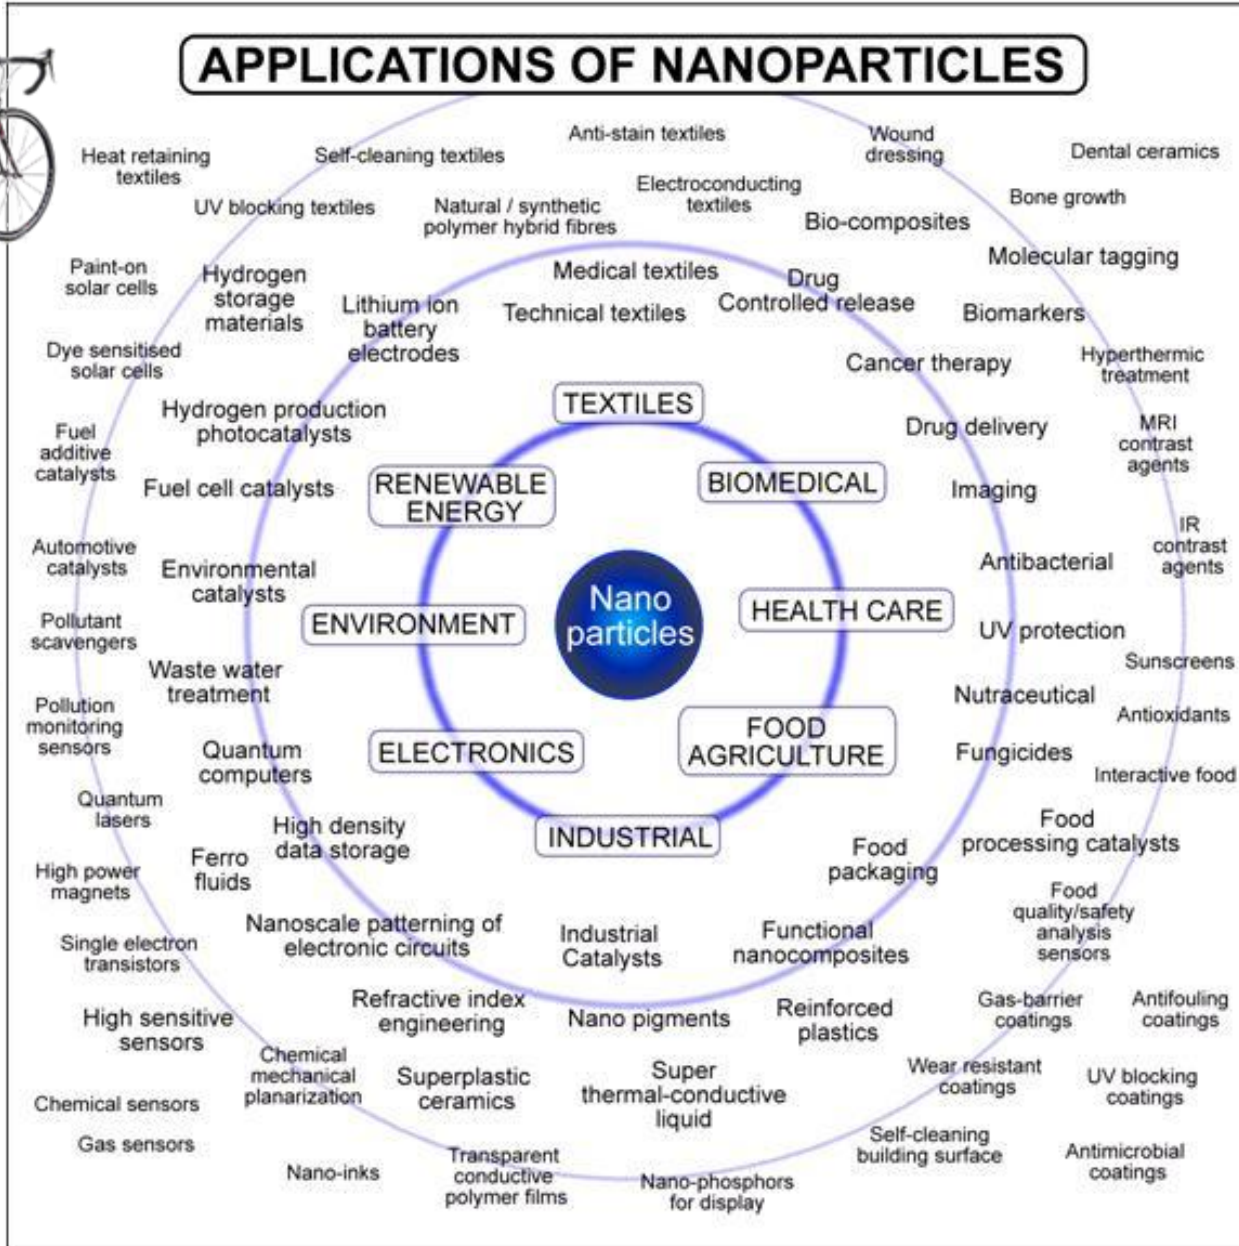 APPLICATIONS OF NANOPARTICLES
Anti-stain textiles
Wound
dressing
Dental ceramics
Heat retaining
textiles
Self-cleaning textiles
Electroconducting
textiles
Bone growth
UV blocking textiles
Natural / synthetic
polymer hybrid fibres
Bio-composites
Molecular tagging
Paint-on
solar cells
Hydrogen
storage
materials
Lithium ion
battery
electrodes
Medical textiles
Technical textiles
Drug
Controlled release
Biomarkers
Dye sensitised
solar cells
Cancer therapy
Hyperthermic
treatment
TEXTILES
Hydrogen production
photocatalysts
Drug delivery
MRI
contrast
agents
Fuel
additive
catalysts
Fuel cell catalysts
RENEWABLE
ENERGY
BIOMEDICAL
Imaging
IR
contrast
agents
Automotive
catalysts
Environmental
catalysts
Antibacterial
Nano
particles
ENVIRONMENT
HEALTH CARE
Pollutant
scavengers
UV protection
Sunscreens
Waste water
treatment
Nutraceutical
Antioxidants
Pollution
monitoring
sensors
Quantum
computers
ELECTRONICS
FOOD
AGRICULTURE
Fungicides
Interactive food
Quantum
lasers
High density
data storage
INDUSTRIAL
Food
processing catalysts
High power
magnets
Ferro
fluids
Food
packaging
Food
quality/safety
analysis
sensors
Single electron
transistors
Nanoscale patterning of
electronic circuits
Industrial
Catalysts
Functional
nanocomposites
High sensitive
sensors
Refractive index
engineering
Nano pigments
Reinforced
plastics
Gas-barrier
coatings
Antifouling
coatings
Chemical
mechanical
planarization
Superplastic
ceramics
Super
thermal-conductive
liquid
Wear resistant
coatings
UV blocking
coatings
Chemical sensors
Gas sensors
Self-cleaning
building surface
Antimicrobial
coatings
Nano-inks
Transparent
conductive
polymer films
Nano-phosphors
for display